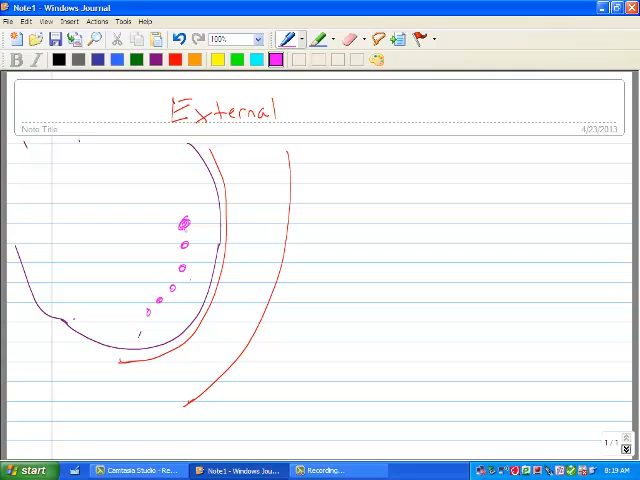 Note1 - Windows Journal
File Edit View Insert Actions Tools Help
100%
B I
External
Note Title
4/23/2013
1 / 1
start
Camtasia Studio - Re...
Note1 - Windows Jou...
Recording...
8:19 AM